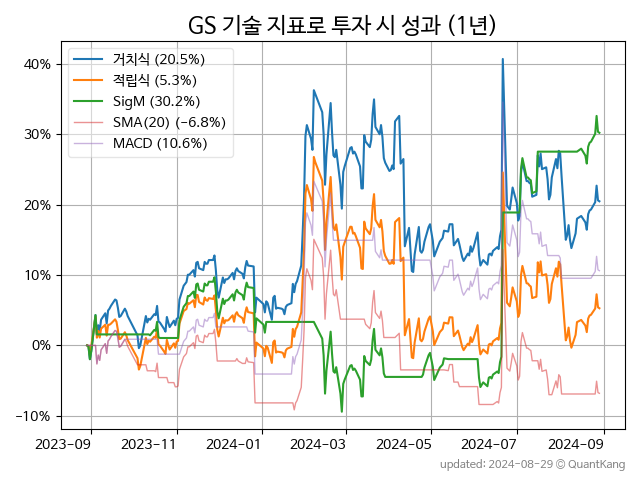 GS 기술 지표로 투자 시 성과 (1년)
거치식 (20.5%)
적립식 (5.3%)
SigM (30.2%)
SMA(20) (−6.8%)
MACD (10.6%)
40%
30%
20%
10%
0%
−10%
2023-09 2023-11 2024-01 2024-03 2024-05 2024-07 2024-09
updated: 2024-08-29 © QuantKang